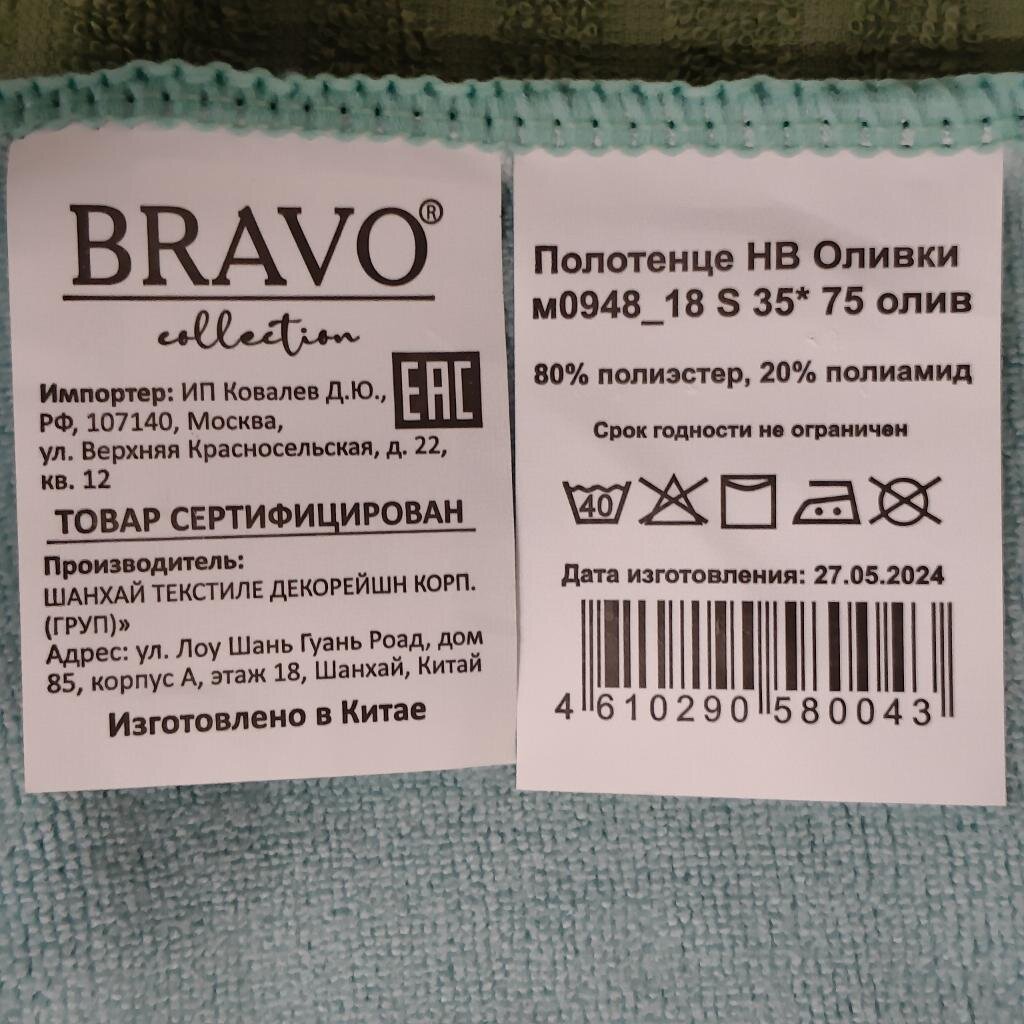 BRAVO®
collection
Импортер: ИП Ковалев Д.Ю.,
РФ, 107140, Москва,
ул. Верхняя Красносельская, д. 22,
кв. 12
EAC
ТОВАР СЕРТИФИЦИРОВАН
Производитель:
ШАНХАЙ ТЕКСТИЛЕ ДЕКОРЕЙШН КОРП.
(ГРУП)»
Адрес: ул. Лоу Шань Гуань Роад, дом
85, корпус А, этаж 18, Шанхай, Китай
Изготовлено в Китае
Полотенце НВ Оливки
м0948_18 S 35* 75 олив
80% полиэстер, 20% полиамид
Срок годности не ограничен
40
Дата изготовления: 27.05.2024
4 610290 580043